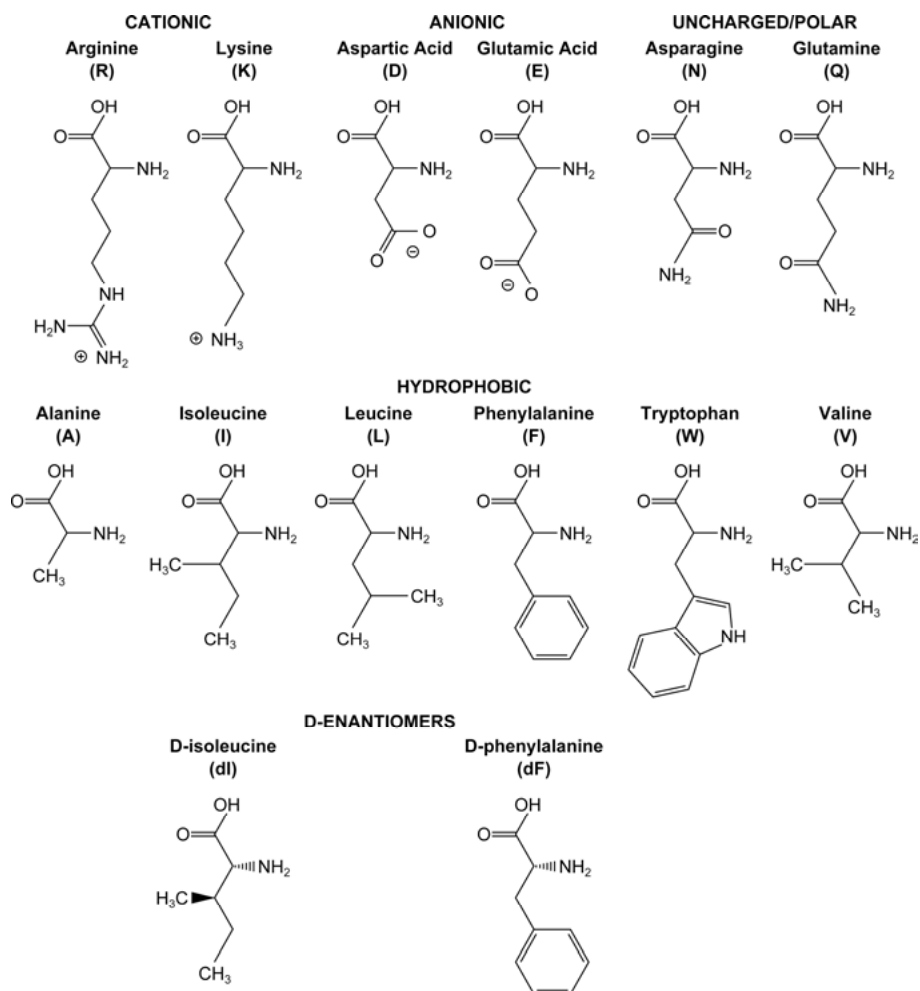 CATIONIC ANIONIC UNCHARGED/POLAR
Arginine Lysine Aspartic Acid Glutamic Acid Asparagine Glutamine
(R) (K) (D) (E) (N) (Q)
OH OH OH OH OH OH
O O O O O O
NH₂ NH₂ NH₂ NH₂ NH₂ NH₂
O O
O ⊖ O NH₂ O
NH H₂N ⊖ O NH₂
⊕ NH₂ ⊕ NH₃
HYDROPHOBIC
Alanine Isoleucine Leucine Phenylalanine Tryptophan Valine
(A) (I) (L) (F) (W) (V)
OH OH OH OH OH OH
O O O O O O
NH₂ NH₂ NH₂ NH₂ NH₂ NH₂
CH₃ H₃C CH₃ H₃C
CH₃ CH₃ NH CH₃
D-ENANTIOMERS
D-isoleucine D-phenylalanine
(dI) (dF)
OH OH
O O
NH₂ NH₂
H₃C
CH₃